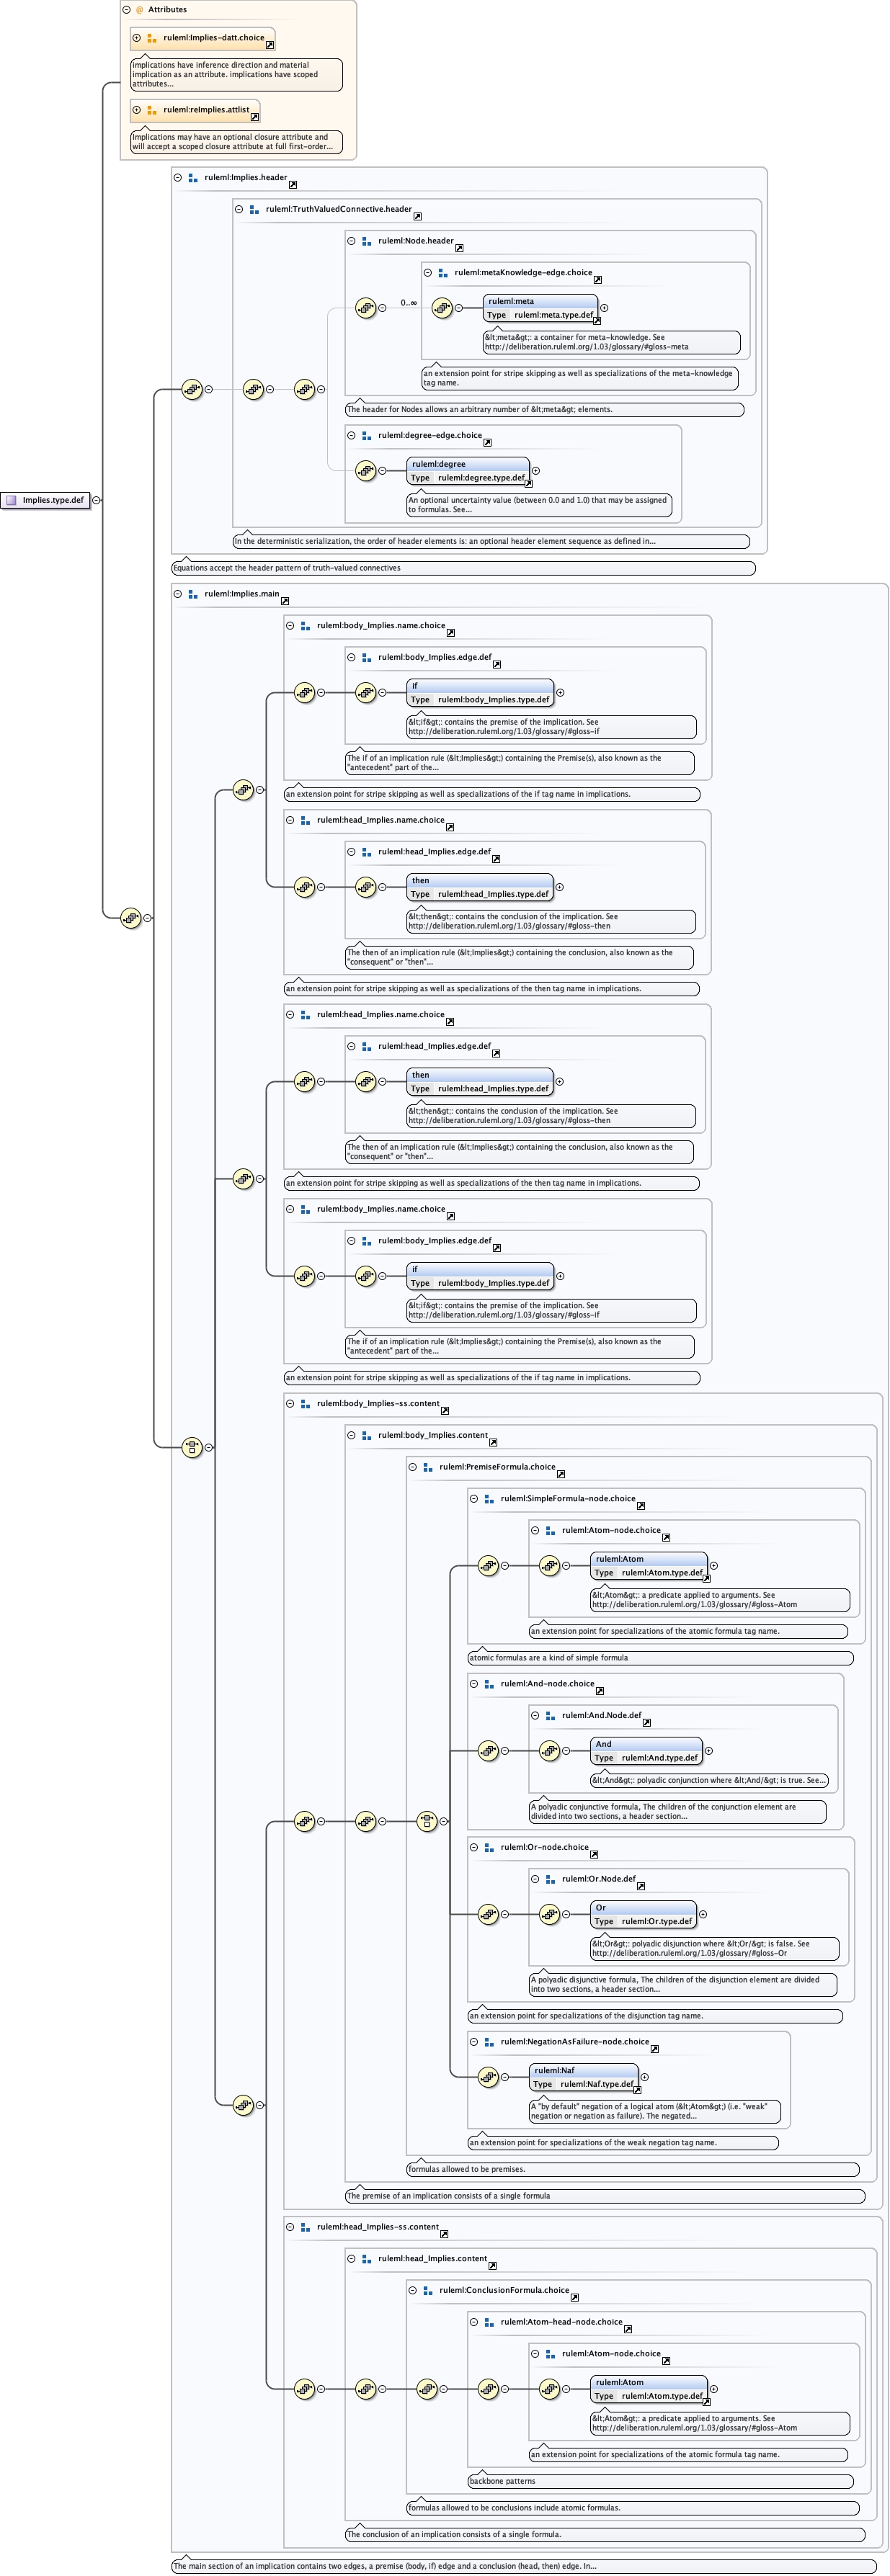 Attributes
ruleml:Implies-datt.choice
implications have inference direction and material
implication as an attribute. implications have scoped
attributes...
ruleml:reImplies.attlist
Implications may have an optional closure attribute and
will accept a scoped closure attribute at full first-order...
ruleml:Implies.header
ruleml:TruthValuedConnective.header
ruleml:Node.header
ruleml:metaKnowledge-edge.choice
0..∞
ruleml:meta
Type ruleml:meta.type.def
&lt;meta&gt;: a container for meta-knowledge. See
http://deliberation.ruleml.org/1.03/glossary/#gloss-meta
an extension point for stripe skipping as well as specializations of the meta-knowledge
tag name.
The header for Nodes allows an arbitrary number of &lt;meta&gt; elements.
ruleml:degree-edge.choice
ruleml:degree
Type ruleml:degree.type.def
An optional uncertainty value (between 0.0 and 1.0) that may be assigned
to formulas. See...
Implies.type.def
In the deterministic serialization, the order of header elements is: an optional header element sequence as defined in...
Equations accept the header pattern of truth-valued connectives
ruleml:Implies.main
ruleml:body_Implies.name.choice
ruleml:body_Implies.edge.def
if
Type ruleml:body_Implies.type.def
&lt;if&gt;: contains the premise of the implication. See
http://deliberation.ruleml.org/1.03/glossary/#gloss-if
The if of an implication rule (&lt;Implies&gt;) containing the Premise(s), also known as the
"antecedent" part of the...
an extension point for stripe skipping as well as specializations of the if tag name in implications.
ruleml:head_Implies.name.choice
ruleml:head_Implies.edge.def
then
Type ruleml:head_Implies.type.def
&lt;then&gt;: contains the conclusion of the implication. See
http://deliberation.ruleml.org/1.03/glossary/#gloss-then
The then of an implication rule (&lt;Implies&gt;) containing the conclusion, also known as the
"consequent" or "then"...
an extension point for stripe skipping as well as specializations of the then tag name in implications.
ruleml:head_Implies.name.choice
ruleml:head_Implies.edge.def
then
Type ruleml:head_Implies.type.def
&lt;then&gt;: contains the conclusion of the implication. See
http://deliberation.ruleml.org/1.03/glossary/#gloss-then
The then of an implication rule (&lt;Implies&gt;) containing the conclusion, also known as the
"consequent" or "then"...
an extension point for stripe skipping as well as specializations of the then tag name in implications.
ruleml:body_Implies.name.choice
ruleml:body_Implies.edge.def
if
Type ruleml:body_Implies.type.def
&lt;if&gt;: contains the premise of the implication. See
http://deliberation.ruleml.org/1.03/glossary/#gloss-if
The if of an implication rule (&lt;Implies&gt;) containing the Premise(s), also known as the
"antecedent" part of the...
an extension point for stripe skipping as well as specializations of the if tag name in implications.
ruleml:body_Implies-ss.content
ruleml:body_Implies.content
ruleml:PremiseFormula.choice
ruleml:SimpleFormula-node.choice
ruleml:Atom-node.choice
ruleml:Atom
Type ruleml:Atom.type.def
&lt;Atom&gt;: a predicate applied to arguments. See
http://deliberation.ruleml.org/1.03/glossary/#gloss-Atom
an extension point for specializations of the atomic formula tag name.
atomic formulas are a kind of simple formula
ruleml:And-node.choice
ruleml:And.Node.def
And
Type ruleml:And.type.def
&lt;And&gt;: polyadic conjunction where &lt;And/&gt; is true. See...
A polyadic conjunctive formula, The children of the conjunction element are
divided into two sections, a header section...
ruleml:Or-node.choice
ruleml:Or.Node.def
Or
Type ruleml:Or.type.def
&lt;Or&gt;: polyadic disjunction where &lt;Or/&gt; is false. See
http://deliberation.ruleml.org/1.03/glossary/#gloss-Or
A polyadic disjunctive formula, The children of the disjunction element are divided
into two sections, a header section...
an extension point for specializations of the disjunction tag name.
ruleml:NegationAsFailure-node.choice
ruleml:Naf
Type ruleml:Naf.type.def
A "by default" negation of a logical atom (&lt;Atom&gt;) (i.e. "weak"
negation or negation as failure). The negated...
an extension point for specializations of the weak negation tag name.
formulas allowed to be premises.
The premise of an implication consists of a single formula
ruleml:head_Implies-ss.content
ruleml:head_Implies.content
ruleml:ConclusionFormula.choice
ruleml:Atom-head-node.choice
ruleml:Atom-node.choice
ruleml:Atom
Type ruleml:Atom.type.def
&lt;Atom&gt;: a predicate applied to arguments. See
http://deliberation.ruleml.org/1.03/glossary/#gloss-Atom
an extension point for specializations of the atomic formula tag name.
backbone patterns
formulas allowed to be conclusions include atomic formulas.
The conclusion of an implication consists of a single formula.
The main section of an implication contains two edges, a premise (body, if) edge and a conclusion (head, then) edge. In...